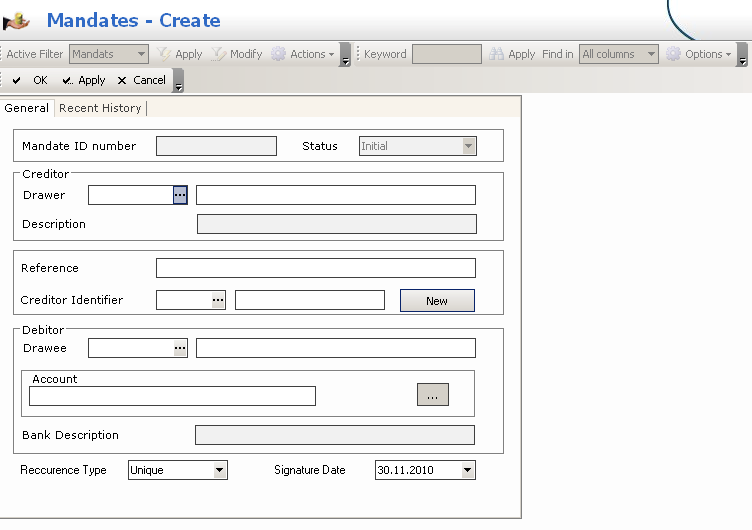 Mandates - Create
Active Filter Mandats Apply Modify Actions Keyword Apply Find in All columns Options
OK Apply Cancel
General Recent History
Mandate ID number Status Initial
Creditor
Drawer ...
Description
Reference
Creditor Identifier ... New
Debitor
Drawee ...
Account
...
Bank Description
Reccurence Type Unique Signature Date 30.11.2010